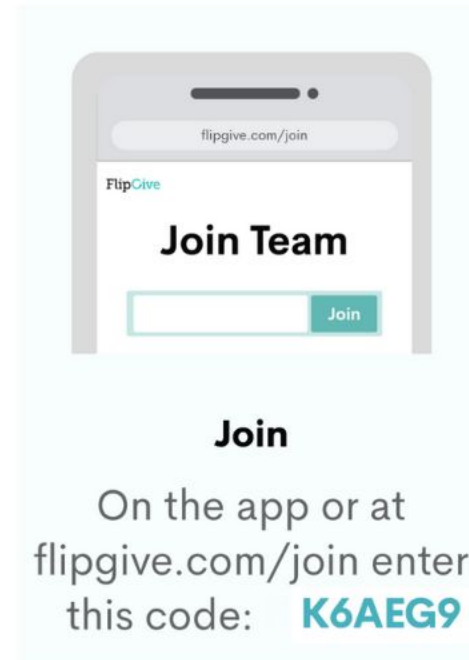 flipgive.com/join
FlipGive
Join Team
Join
Join
On the app or at
flipgive.com/join enter
this code: K6AEG9